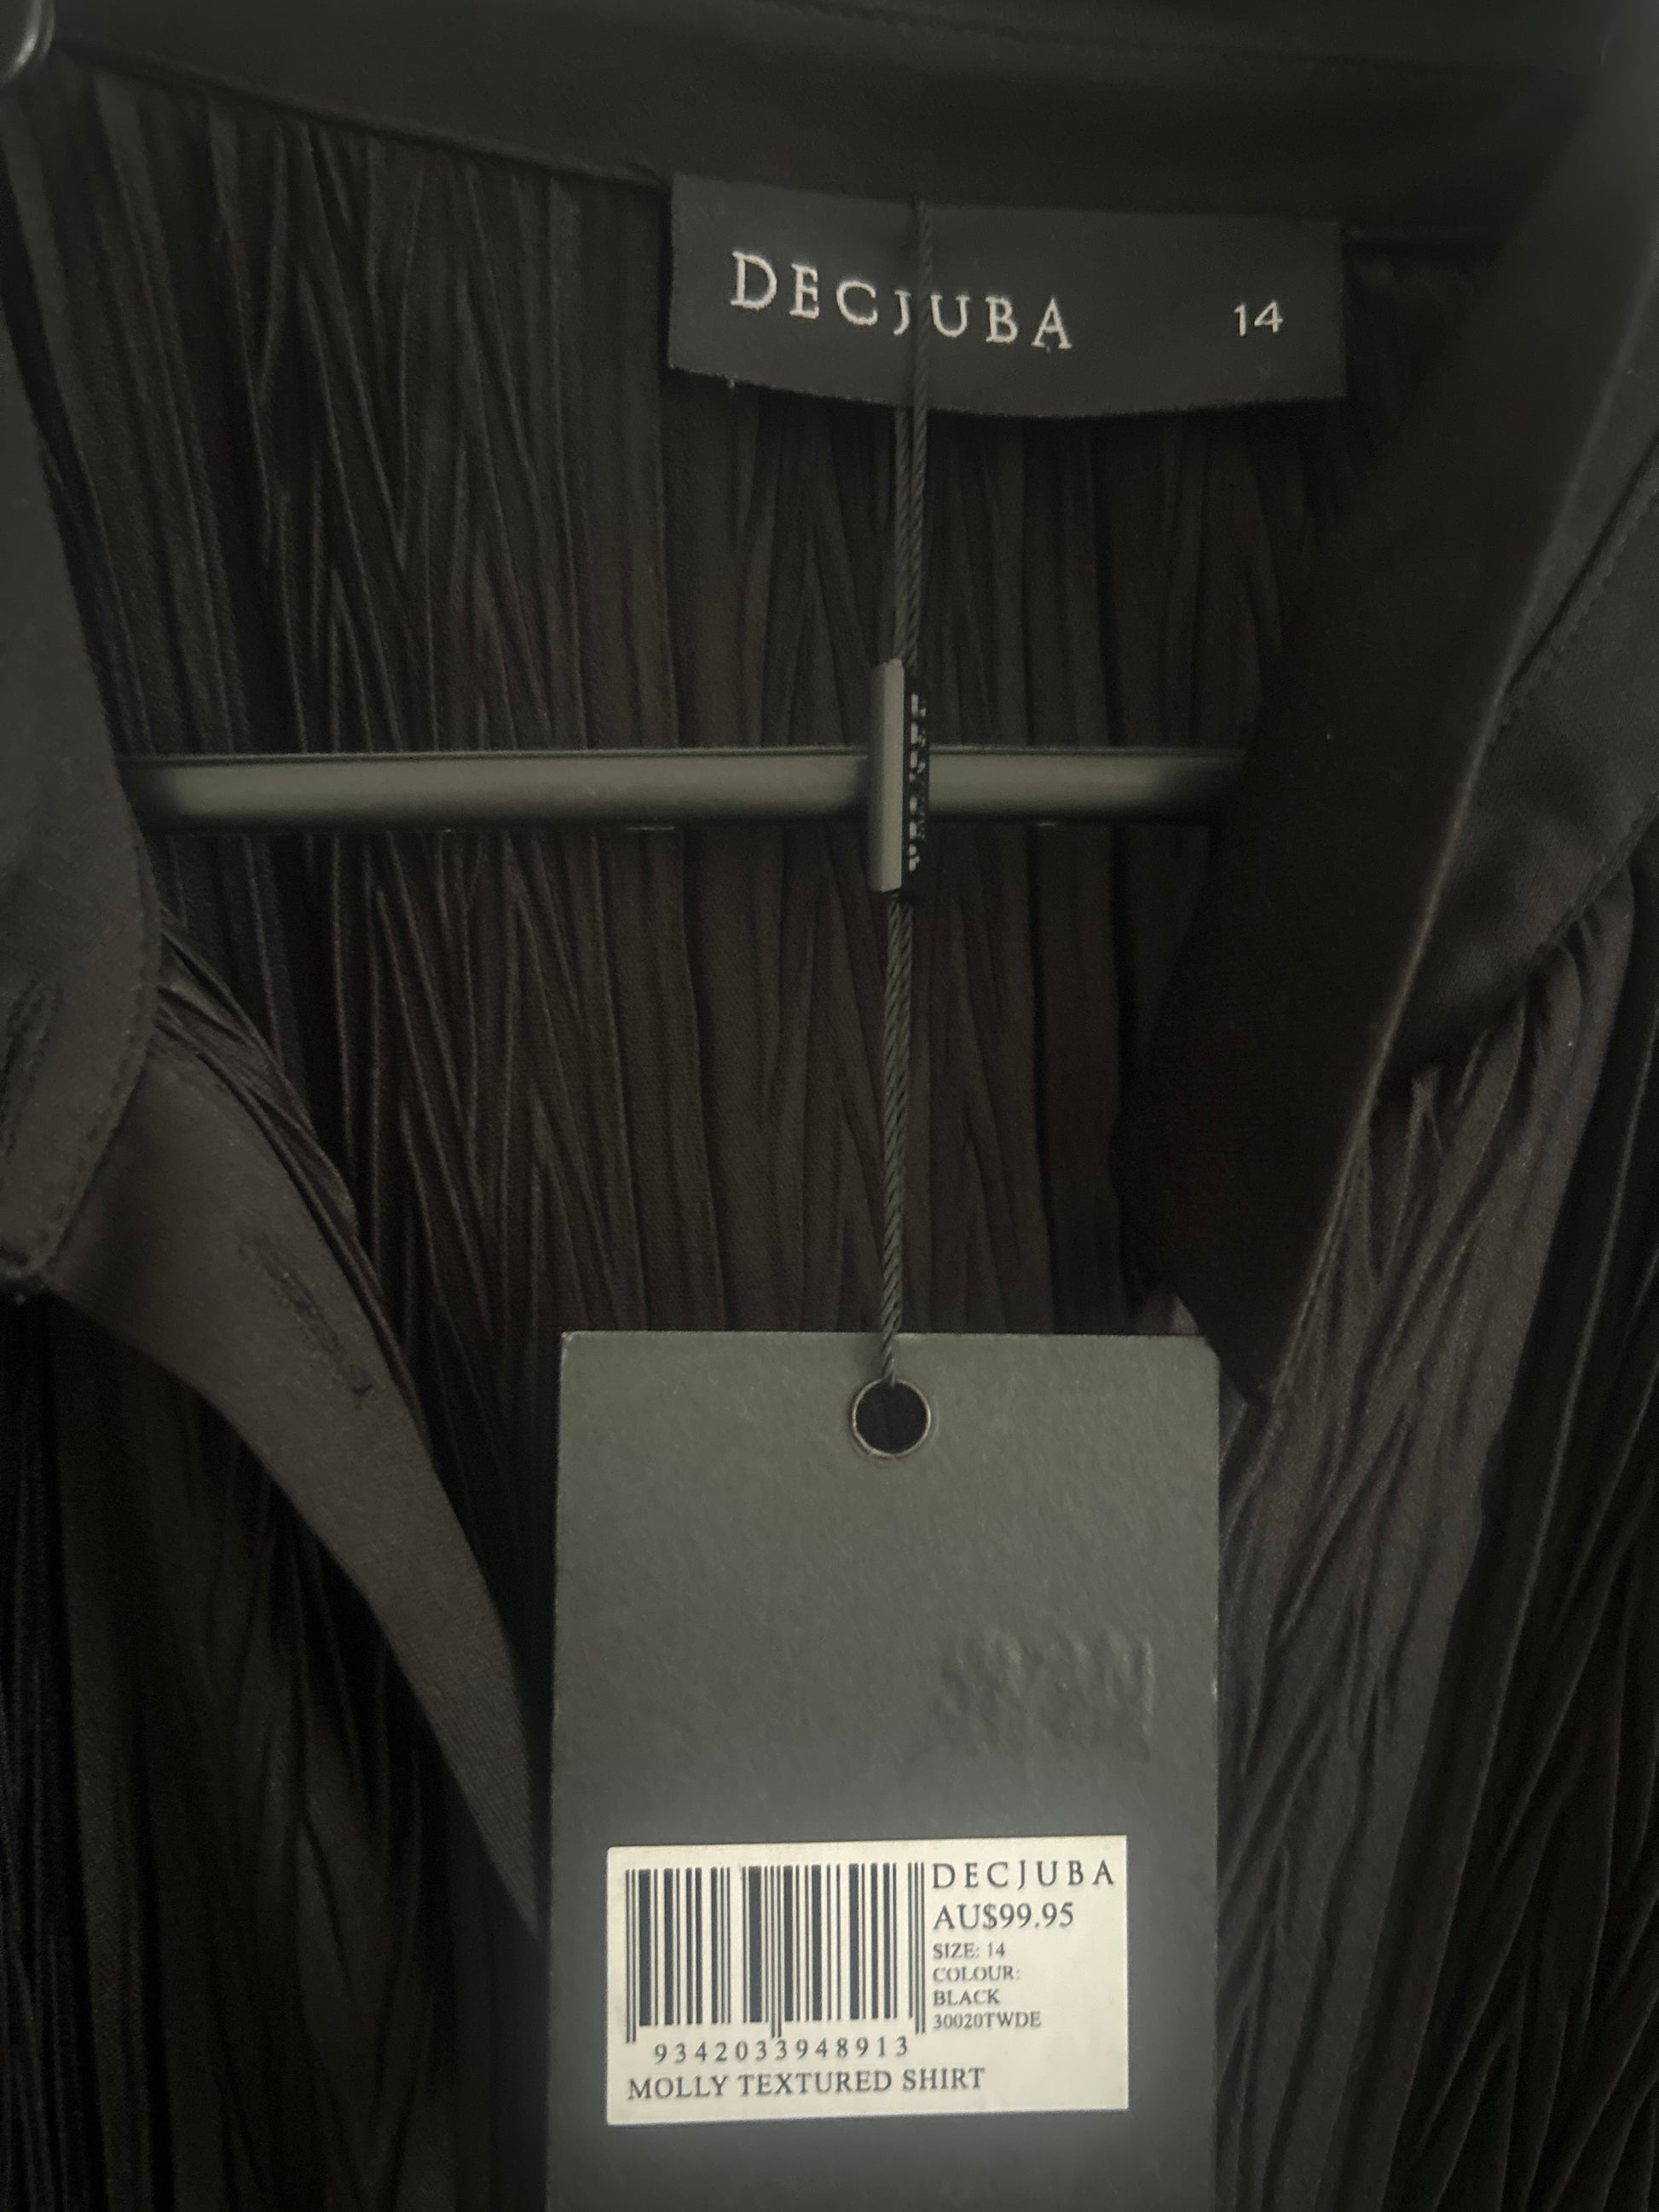 DECJUBA 14
DECJUBA
AU$99.95
SIZE: 14
COLOUR:
BLACK
30020TWDE
9342033948913
MOLLY TEXTURED SHIRT